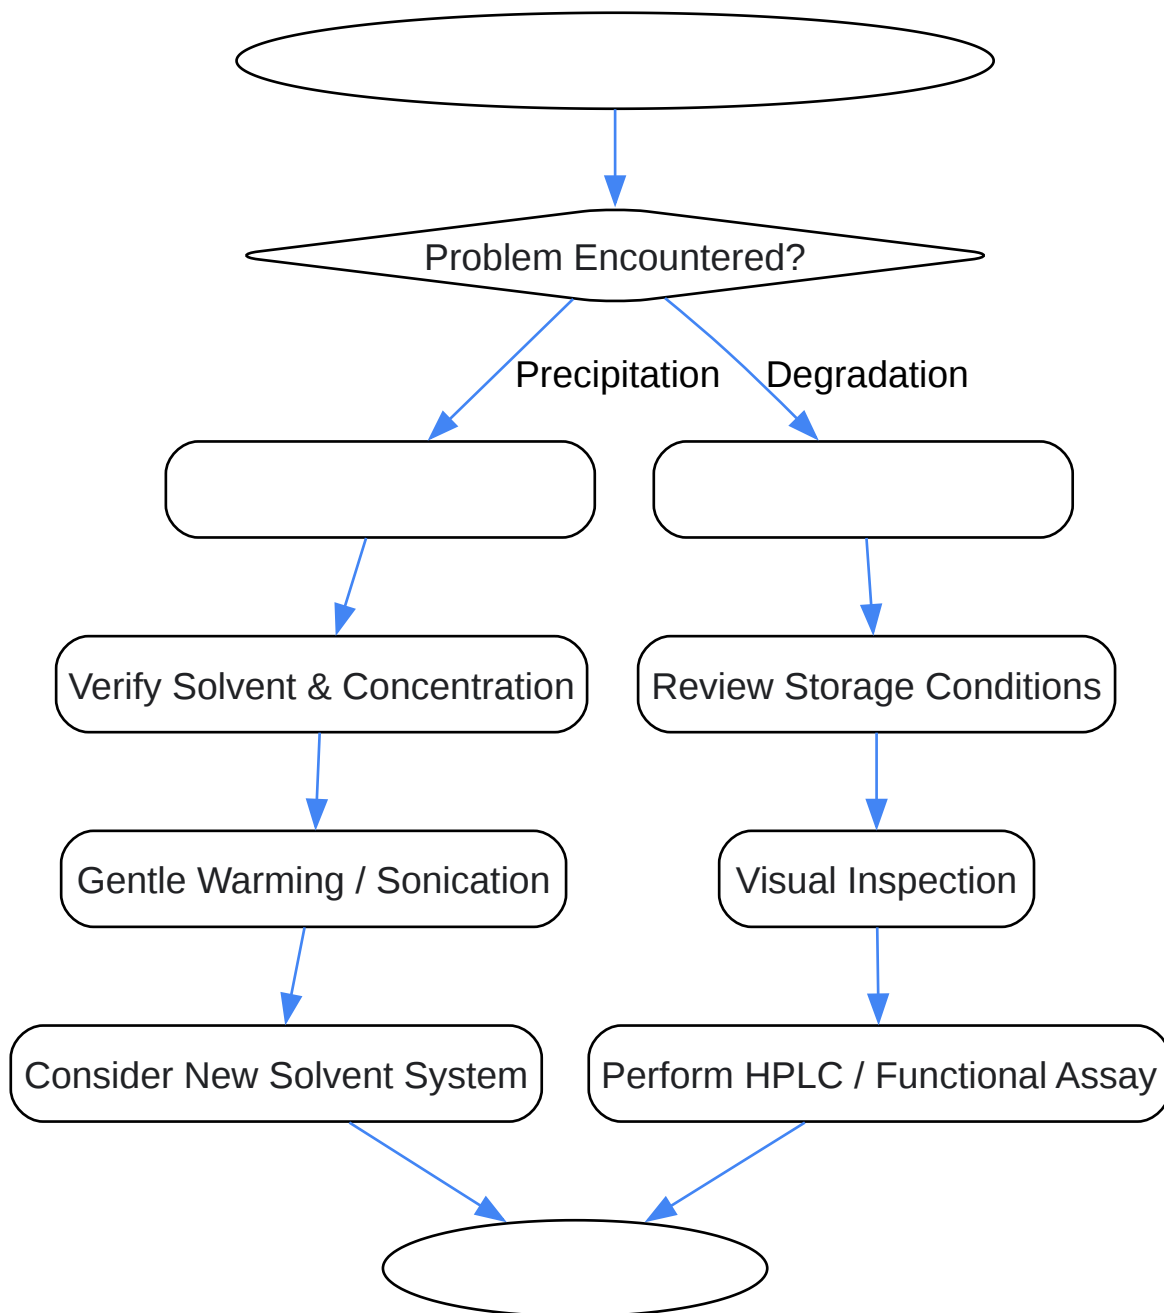 Problem Encountered?
Precipitation
Degradation
Verify Solvent & Concentration
Review Storage Conditions
Gentle Warming / Sonication
Visual Inspection
Consider New Solvent System
Perform HPLC / Functional Assay